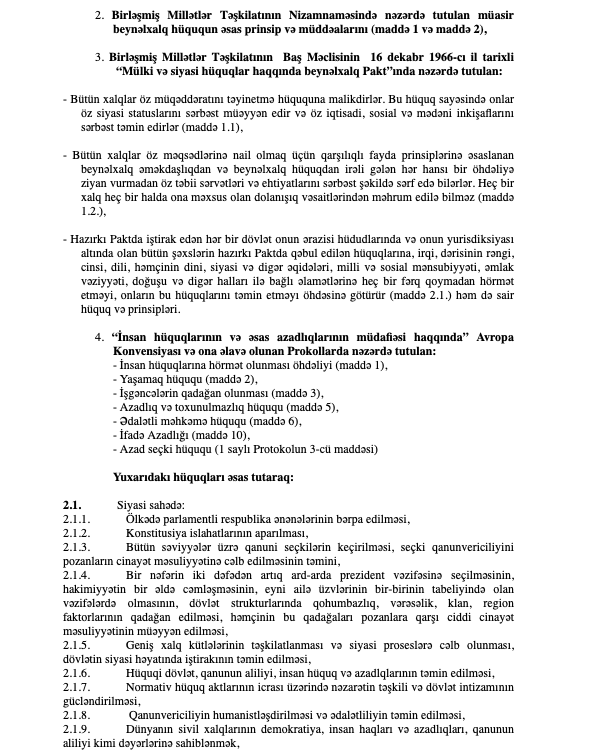 2. Birləşmiş Millətlər Təşkilatının Nizamnaməsində nəzərdə tutulan müasir
beynəlxalq hüququn əsas prinsip və müddəalarını (maddə 1 və maddə 2),
3. Birləşmiş Millətlər Təşkilatının Baş Məclisinin 16 dekabr 1966-cı il tarixli
“Mülki və siyasi hüquqlar haqqında beynəlxalq Pakt”ında nəzərdə tutulan:
- Bütün xalqlar öz müqəddəratını təyinetmə hüququna malikdirlər. Bu hüquq sayəsində onlar
öz siyasi statuslarını sərbəst müəyyən edir və öz iqtisadi, sosial və mədəni inkişaflarını
sərbəst təmin edirlər (maddə 1.1),
- Bütün xalqlar öz məqsədlərinə nail olmaq üçün qarşılıqlı fayda prinsiplərinə əsaslanan
beynəlxalq əməkdaşlıqdan və beynəlxalq hüquqdan irəli gələn hər hansı bir öhdəliyə
ziyan vurmadan öz təbii sərvətləri və ehtiyatlarını sərbəst şəkildə sərf edə bilərlər. Heç bir
xalq heç bir halda ona məxsus olan dolanışıq vəsaitlərindən məhrum edilə bilməz (maddə
1.2.),
- Hazırkı Paktda iştirak edən hər bir dövlət onun ərazisi hüdudlarında və onun yurisdiksiyası
altında olan bütün şəxslərin hazırkı Paktda qəbul edilən hüquqlarına, irqi, dərisinin rəngi,
cinsi, dili, həmçinin dini, siyasi və digər əqidələri, milli və sosial mənsubiyyəti, əmlak
vəziyyəti, doğuşu və digər halları ilə bağlı əlamətlərinə heç bir fərq qoymadan hörmət
etməyi, onların bu hüquqlarını təmin etməyı öhdəsinə götürür (maddə 2.1.) həm də sair
hüquq və prinsipləri.
4. “İnsan hüquqlarının və əsas azadlıqlarının müdafiəsi haqqında” Avropa
Konvensiyası və ona əlavə olunan Prokollarda nəzərdə tutulan:
- İnsan hüquqlarına hörmət olunması öhdəliyi (maddə 1),
- Yaşamaq hüququ (maddə 2),
- İşgəncələrin qadağan olunması (maddə 3),
- Azadlıq və toxunulmazlıq hüququ (maddə 5),
- Ədalətli məhkəmə hüququ (maddə 6),
- İfadə Azadlığı (maddə 10),
- Azad seçki hüququ (1 saylı Protokolun 3-cü maddəsi)
Yuxarıdakı hüquqları əsas tutaraq:
2.1. Siyasi sahədə:
2.1.1. Ölkədə parlamentli respublika ənənələrinin bərpa edilməsi,
2.1.2. Konstitusiya islahatlarının aparılması,
2.1.3. Bütün səviyyələr üzrə qanuni seçkilərin keçirilməsi, seçki qanunvericiliyini
pozanların cinayət məsuliyyətinə cəlb edilməsinin təmini,
2.1.4. Bir nəfərin iki dəfədən artıq ard-arda prezident vəzifəsinə seçilməsinin,
hakimiyyətin bir əldə cəmləşməsinin, eyni ailə üzvlərinin bir-birinin tabeliyində olan
vəzifələrdə olmasının, dövlət strukturlarında qohumbazlıq, vərəsəlik, klan, region
faktorlarının qadağan edilməsi, həmçinin bu qadağaları pozanlara qarşı ciddi cinayət
məsuliyyətinin müəyyən edilməsi,
2.1.5. Geniş xalq kütlələrinin təşkilatlanması və siyasi proseslərə cəlb olunması,
dövlətin siyasi həyatında iştirakının təmin edilməsi,
2.1.6. Hüquqi dövlət, qanunun aliliyi, insan hüquq və azadlqlarının təmin edilməsi,
2.1.7. Normativ hüquq aktlarının icrası üzərində nəzarətin təşkili və dövlət intizamının
gücləndirilməsi,
2.1.8. Qanunvericiliyin humanistləşdirilməsi və ədalətliliyin təmin edilməsi,
2.1.9. Dünyanın sivil xalqlarının demokratiya, insan haqları və azadlıqları, qanunun
aliliyi kimi dəyərlərinə sahiblənmək,